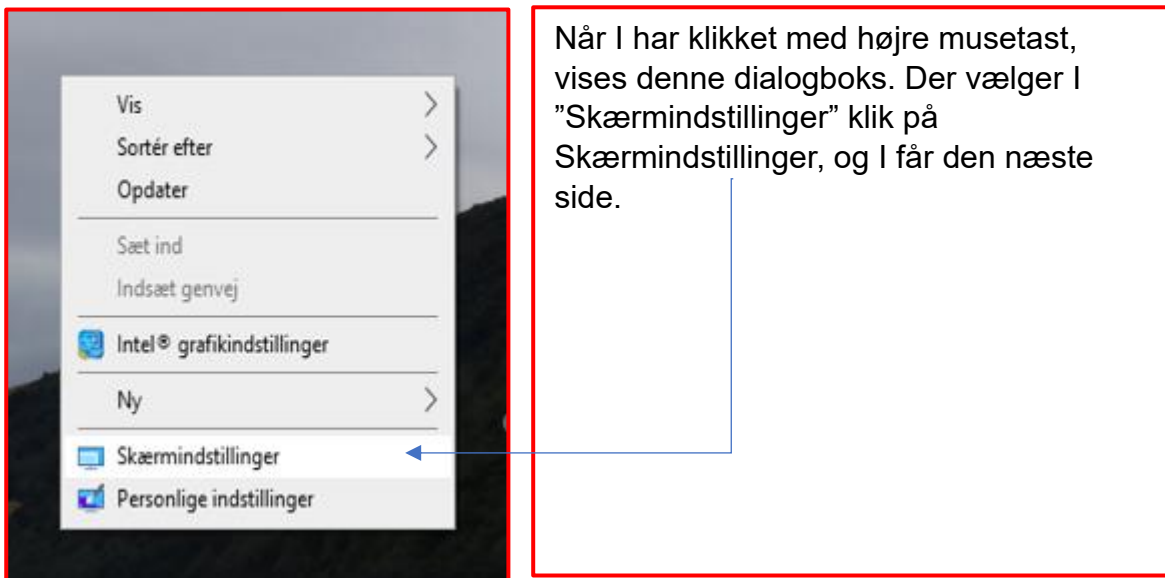 Vis
Sortér efter
Opdater
Sæt ind
Indsæt genvej
Intel® grafikindstillinger
Ny
Skærmindstillinger
Personlige indstillinger
Når I har klikket med højre musetast,
vises denne dialogboks. Der vælger I
”Skærmindstillinger” klik på
Skærmindstillinger, og I får den næste
side.